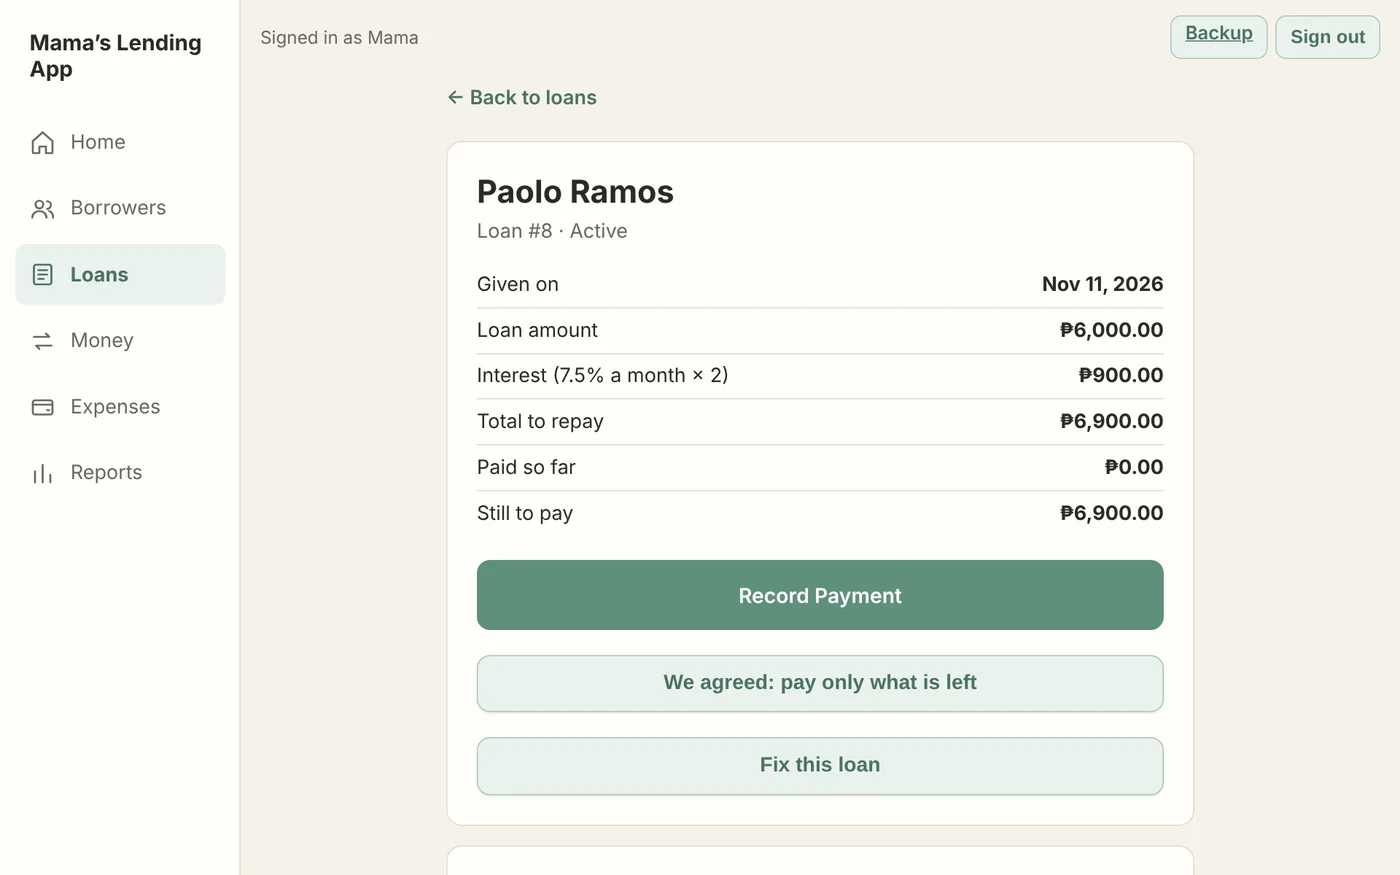 Mama’s Lending
App
Home
Borrowers
Loans
Money
Expenses
Reports
Signed in as Mama
Backup
Sign out
← Back to loans
Paolo Ramos
Loan #8 · Active
Given on Nov 11, 2026
Loan amount ₱6,000.00
Interest (7.5% a month × 2) ₱900.00
Total to repay ₱6,900.00
Paid so far ₱0.00
Still to pay ₱6,900.00
Record Payment
We agreed: pay only what is left
Fix this loan